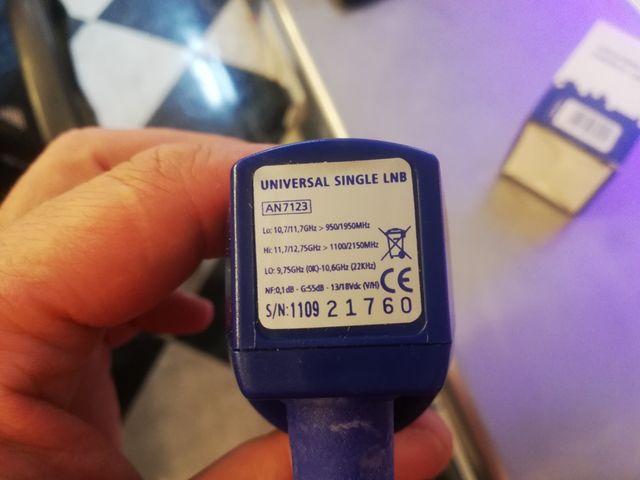 UNIVERSAL SINGLE LNB
AN7123
Lo: 10,7/11,7GHz > 950/1950MHz
Hi: 11,7/12,75GHz > 1100/2150MHz
LO: 9,75GHz (0K)-10,6GHz (22KHz)
NF:0,1dB - G:55dB - 13/18Vdc (V/H)
CE
S/N: 1109 21760